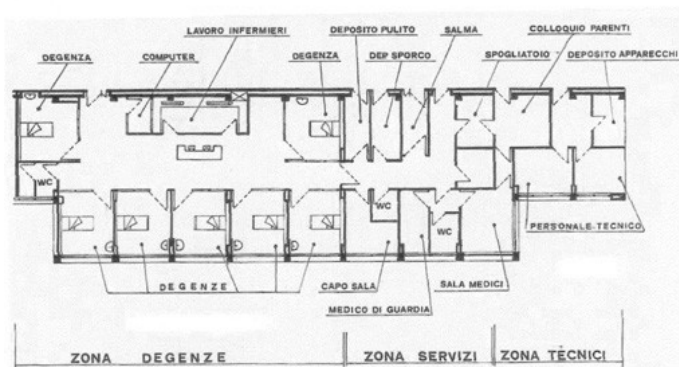 COLLOQUIO PARENTI
LAVORO INFERMIERI
DEPOSITO PULITO
SALMA
DEGENZA
COMPUTER
DEGENZA
DEP SPORCO
SPOGLIATOIO
DEPOSITO APPARECCHI
WC
WC
WC
PERSONALE TECNICO
DEGENZE
CAPO SALA
SALA MEDICI
MEDICO DI GUARDIA
ZONA DEGENZE
ZONA SERVIZI
ZONA TECNICI